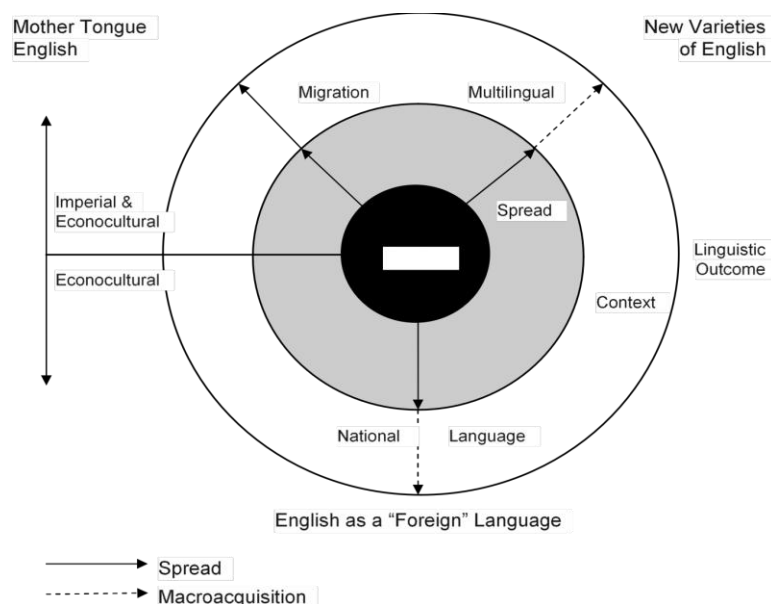 Mother Tongue
English
New Varieties
of English
Migration
Multilingual
Imperial &
Econocultural
Spread
Econocultural
Linguistic
Outcome
Context
National
Language
English as a “Foreign” Language
Spread
Macroacquisition